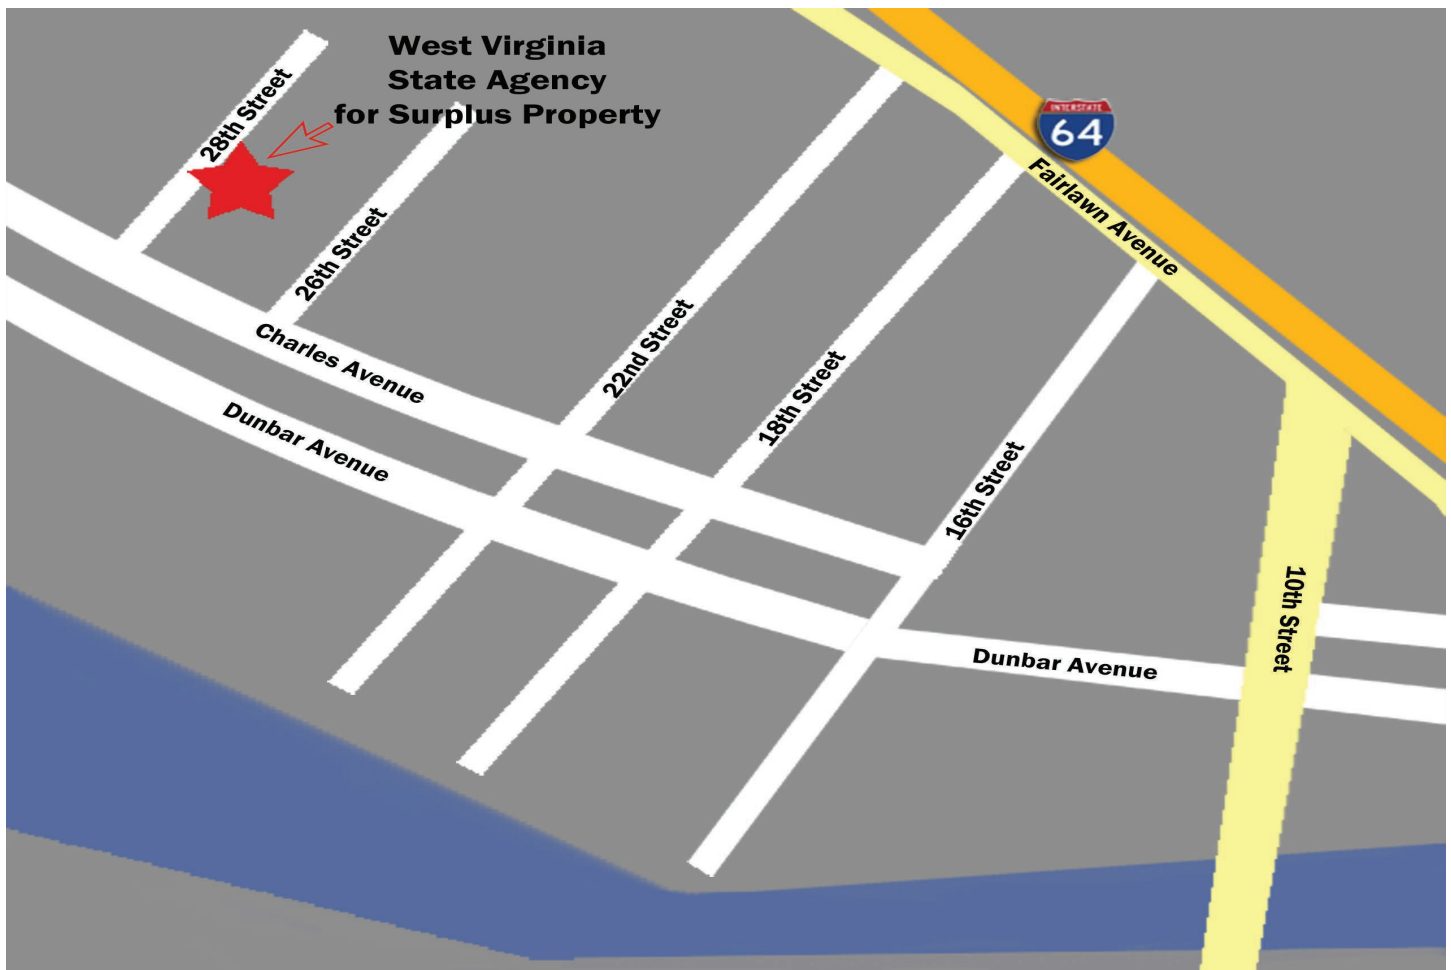 West Virginia
State Agency
for Surplus Property
28th Street
INTERSTATE
64
Fairlawn Avenue
26th Street
22nd Street
Charles Avenue
18th Street
Dunbar Avenue
16th Street
10th Street
Dunbar Avenue